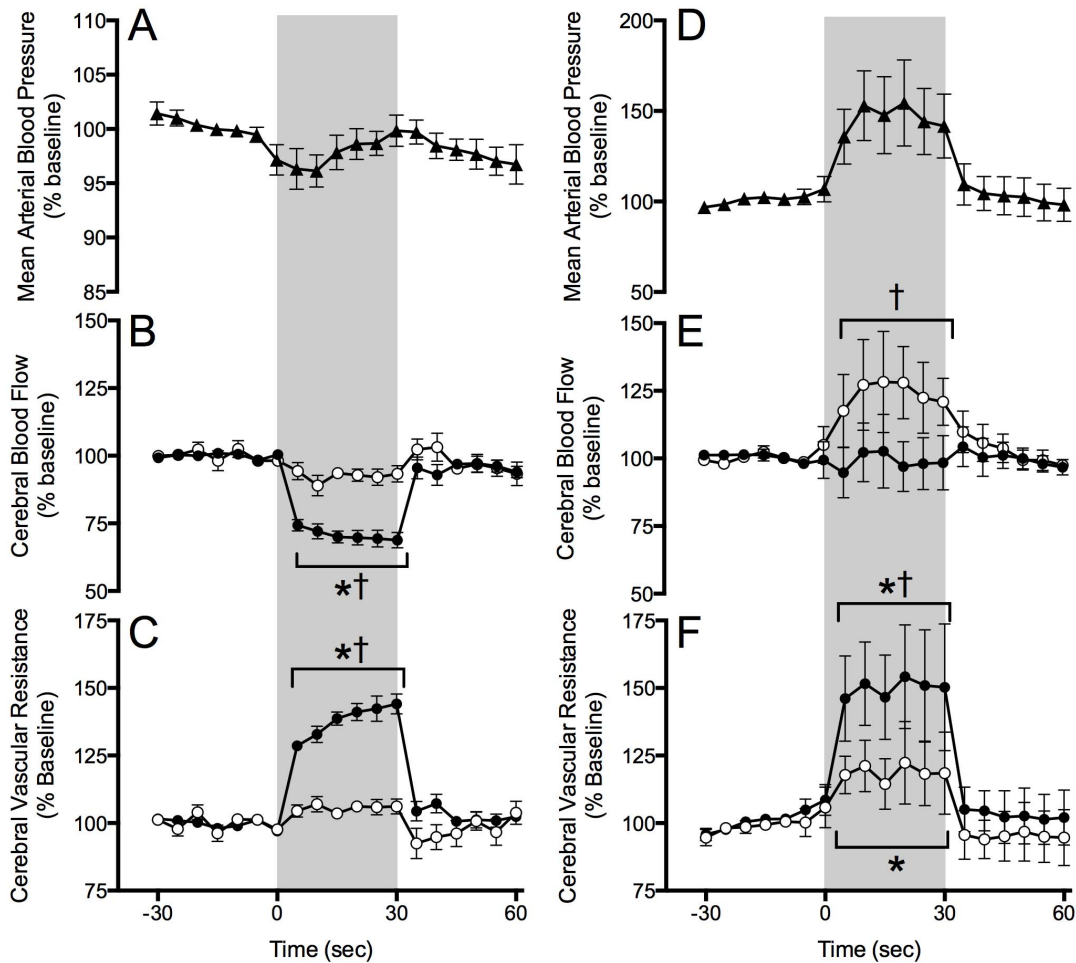 A
Mean Arterial Blood Pressure
(% baseline)
110
105
100
95
90
85
B
Cerebral Blood Flow
(% baseline)
150
125
100
75
50
*†
C
Cerebral Vascular Resistance
(% Baseline)
175
150
125
100
75
*†
-30
0
30
60
Time (sec)
D
Mean Arterial Blood Pressure
(% baseline)
200
150
100
50
E
Cerebral Blood Flow
(% baseline)
150
125
100
75
50
†
F
Cerebral Vascular Resistance
(% Baseline)
175
150
125
100
75
*†
*
-30
0
30
60
Time (sec)